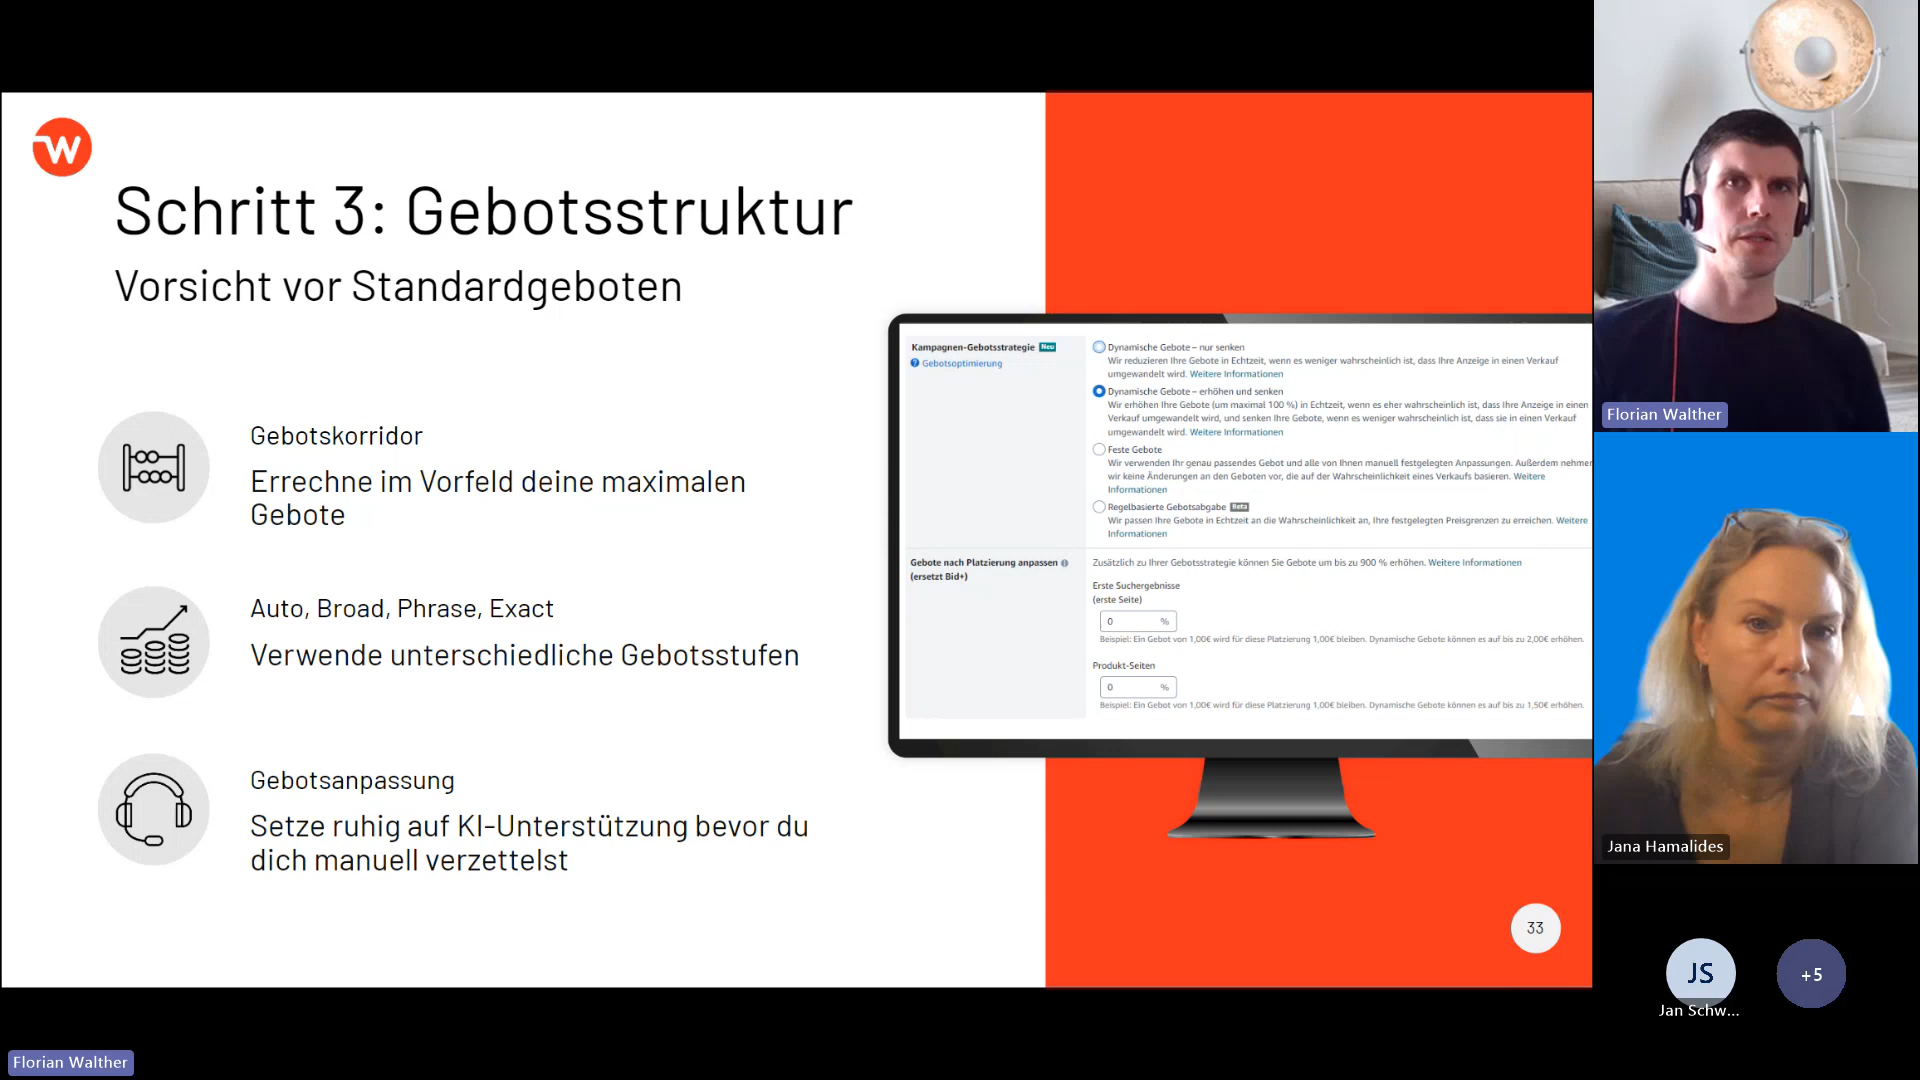 W
Schritt 3: Gebotsstruktur
Vorsicht vor Standardgeboten
Gebotskorridor
Errechne im Vorfeld deine maximalen
Gebote
Auto, Broad, Phrase, Exact
Verwende unterschiedliche Gebotsstufen
Gebotsanpassung
Setze ruhig auf KI-Unterstützung bevor du
dich manuell verzettelst
Kampagnen-Gebotsstrategie Neu
Gebotsoptimierung
Dynamische Gebote – nur senken
Wir reduzieren Ihre Gebote in Echtzeit, wenn es weniger wahrscheinlich ist, dass Ihre Anzeige in einen Verkauf
umgewandelt wird. Weitere Informationen
Dynamische Gebote – erhöhen und senken
Wir erhöhen Ihre Gebote (um maximal 100 %) in Echtzeit, wenn es eher wahrscheinlich ist, dass Ihre Anzeige in einen
Verkauf umgewandelt wird, und senken Ihre Gebote, wenn es weniger wahrscheinlich ist, dass sie in einen Verkauf
umgewandelt wird. Weitere Informationen
Feste Gebote
Wir verwenden Ihr genau passendes Gebot und alle von Ihnen manuell festgelegten Anpassungen. Außerdem nehmen
wir keine Änderungen an den Geboten vor, die auf der Wahrscheinlichkeit eines Verkaufs basieren. Weitere
Informationen
Regelbasierte Gebotsabgabe Beta
Wir passen Ihre Gebote in Echtzeit an die Wahrscheinlichkeit an, Ihre festgelegten Preisgrenzen zu erreichen. Weitere
Informationen
Gebote nach Platzierung anpassen
(ersetzt Bid+)
Zusätzlich zu Ihrer Gebotsstrategie können Sie Gebote um bis zu 900 % erhöhen. Weitere Informationen
Erste Suchergebnisse
(erste Seite)
0 %
Beispiel: Ein Gebot von 1,00€ wird für diese Platzierung 1,00€ bleiben. Dynamische Gebote können es auf bis zu 2,00€ erhöhen.
Produkt-Seiten
0 %
Beispiel: Ein Gebot von 1,00€ wird für diese Platzierung 1,00€ bleiben. Dynamische Gebote können es auf bis zu 1,50€ erhöhen.
33
Florian Walther
Jana Hamalides
JS
+5
Jan Schw...
Florian Walther